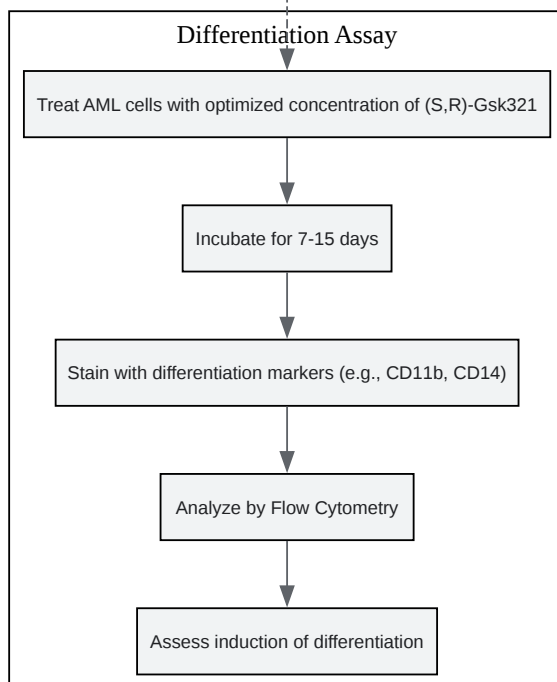 Differentiation Assay
Treat AML cells with optimized concentration of (S,R)-Gsk321
Incubate for 7-15 days
Stain with differentiation markers (e.g., CD11b, CD14)
Analyze by Flow Cytometry
Assess induction of differentiation